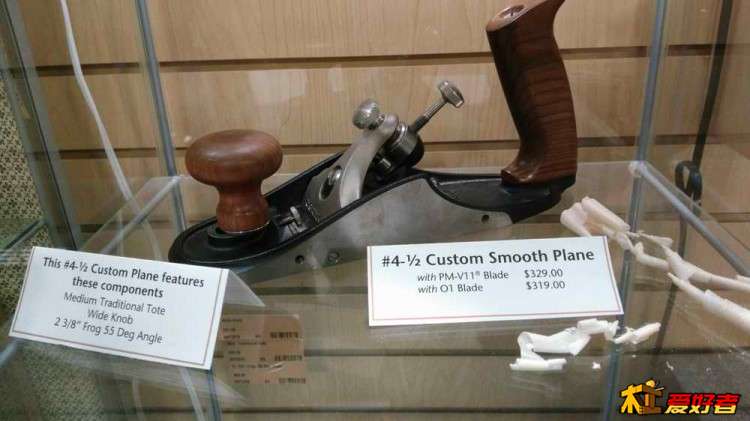 This #4-½ Custom Plane features
these components
Medium Traditional Tote
Wide Knob
2 3/8" Frog 55 Deg Angle
#4-½ Custom Smooth Plane
with PM-V11® Blade $329.00
with O1 Blade $319.00
木工爱好者